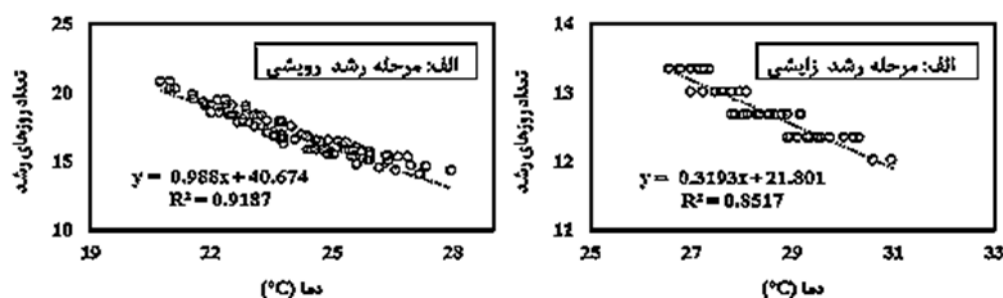 25
20
15
10
19
22
25
28
تعداد روزهای رشد
الف: مرحله رشد رویشی
y = 0.988x + 40.674
R² = 0.9187
دما (°C)
14
13
12
11
25
27
29
31
33
تعداد روزهای رشد
الف: مرحله رشد زایشی
y = 0.3193x + 21.801
R² = 0.8517
دما (°C)